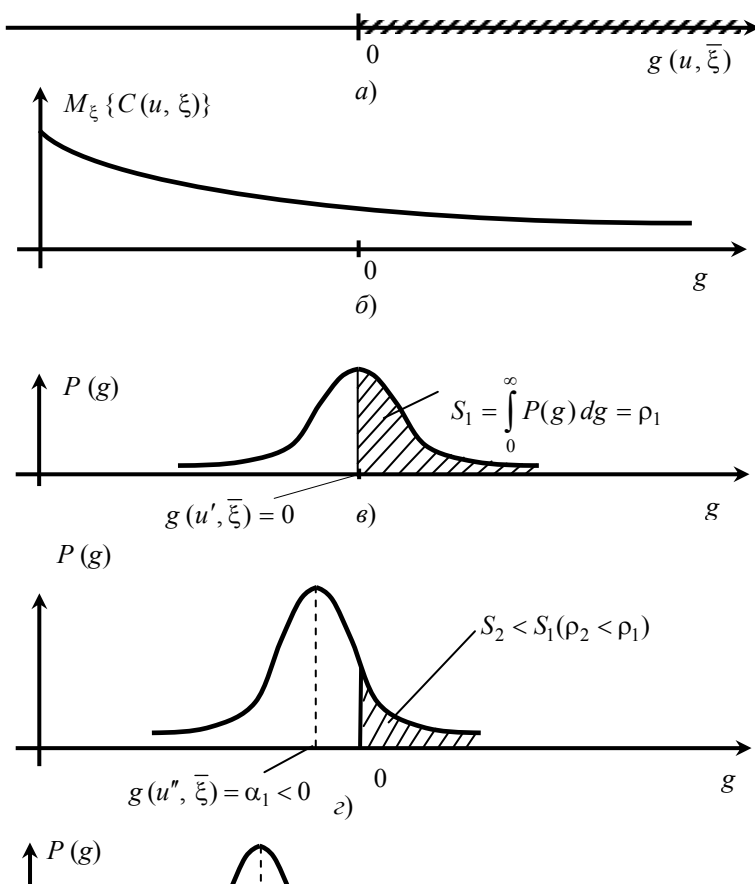 0
g (u, ξ̅)
а)
M_ξ {C (u, ξ)}
0
g
б)
P (g)
S₁ = ∫₀^∞ P(g) dg = ρ₁
g (u′, ξ̅) = 0
в)
g
P (g)
S₂ < S₁(ρ₂ < ρ₁)
g (u″, ξ̅) = α₁ < 0
0
г)
g
P (g)